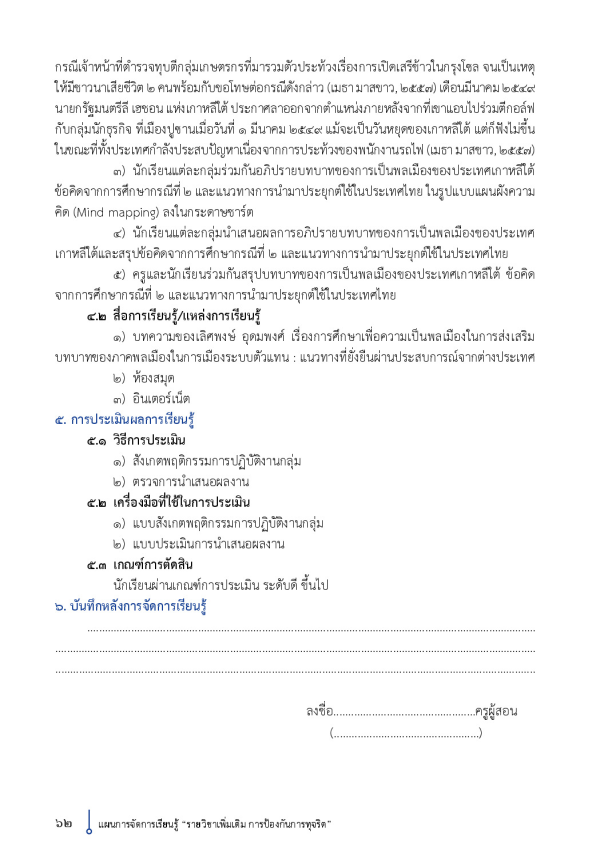 กรณีเจ้าหน้าที่ตำรวจทุบตีกลุ่มเกษตรกรที่มารวมตัวประท้วงเรื่องการเปิดเสรีข้าวในกรุงโซล จนเป็นเหตุ
ให้มีชาวนาเสียชีวิต ๒ คนพร้อมกับขอโทษต่อกรณีดังกล่าว (เมธา มาสขาว, ๒๕๕๗) เดือนมีนาคม ๒๕๔๙
นายกรัฐมนตรีลี เฮชอน แห่งเกาหลีใต้ ประกาศลาออกจากตำแหน่งภายหลังจากที่เขาแอบไปร่วมตีกอล์ฟ
กับกลุ่มนักธุรกิจ ที่เมืองปูซานเมื่อวันที่ ๑ มีนาคม ๒๕๔๙ แม้จะเป็นวันหยุดของเกาหลีใต้ แต่ก็ฟังไม่ขึ้น
ในขณะที่ทั้งประเทศกำลังประสบปัญหาเนื่องจากการประท้วงของพนักงานรถไฟ (เมธา มาสขาว, ๒๕๕๗)
๓) นักเรียนแต่ละกลุ่มร่วมกันอภิปรายบทบาทของการเป็นพลเมืองของประเทศเกาหลีใต้
ข้อคิดจากการศึกษากรณีที่ ๒ และแนวทางการนำมาประยุกต์ใช้ในประเทศไทย ในรูปแบบแผนผังความ
คิด (Mind mapping) ลงในกระดาษชาร์ต
๔) นักเรียนแต่ละกลุ่มนำเสนอผลการอภิปรายบทบาทของการเป็นพลเมืองของประเทศ
เกาหลีใต้และสรุปข้อคิดจากการศึกษากรณีที่ ๒ และแนวทางการนำมาประยุกต์ใช้ในประเทศไทย
๕) ครูและนักเรียนร่วมกันสรุปบทบาทของการเป็นพลเมืองของประเทศเกาหลีใต้ ข้อคิด
จากการศึกษากรณีที่ ๒ และแนวทางการนำมาประยุกต์ใช้ในประเทศไทย
๔.๒ สื่อการเรียนรู้/แหล่งการเรียนรู้
๑) บทความของเลิศพงษ์ อุดมพงศ์ เรื่องการศึกษาเพื่อความเป็นพลเมืองในการส่งเสริม
บทบาทของภาคพลเมืองในการเมืองระบบตัวแทน : แนวทางที่ยั่งยืนผ่านประสบการณ์จากต่างประเทศ
๒) ห้องสมุด
๓) อินเตอร์เน็ต
๕. การประเมินผลการเรียนรู้
๕.๑ วิธีการประเมิน
๑) สังเกตพฤติกรรมการปฏิบัติงานกลุ่ม
๒) ตรวจการนำเสนอผลงาน
๕.๒ เครื่องมือที่ใช้ในการประเมิน
๑) แบบสังเกตพฤติกรรมการปฏิบัติงานกลุ่ม
๒) แบบประเมินการนำเสนอผลงาน
๕.๓ เกณฑ์การตัดสิน
นักเรียนผ่านเกณฑ์การประเมิน ระดับดี ขึ้นไป
๖. บันทึกหลังการจัดการเรียนรู้
................................................................................
................................................................................
................................................................................
ลงชื่อ................................................ครูผู้สอน
(.................................................)
๖๒ แผนการจัดการเรียนรู้ “รายวิชาเพิ่มเติม การป้องกันการทุจริต”